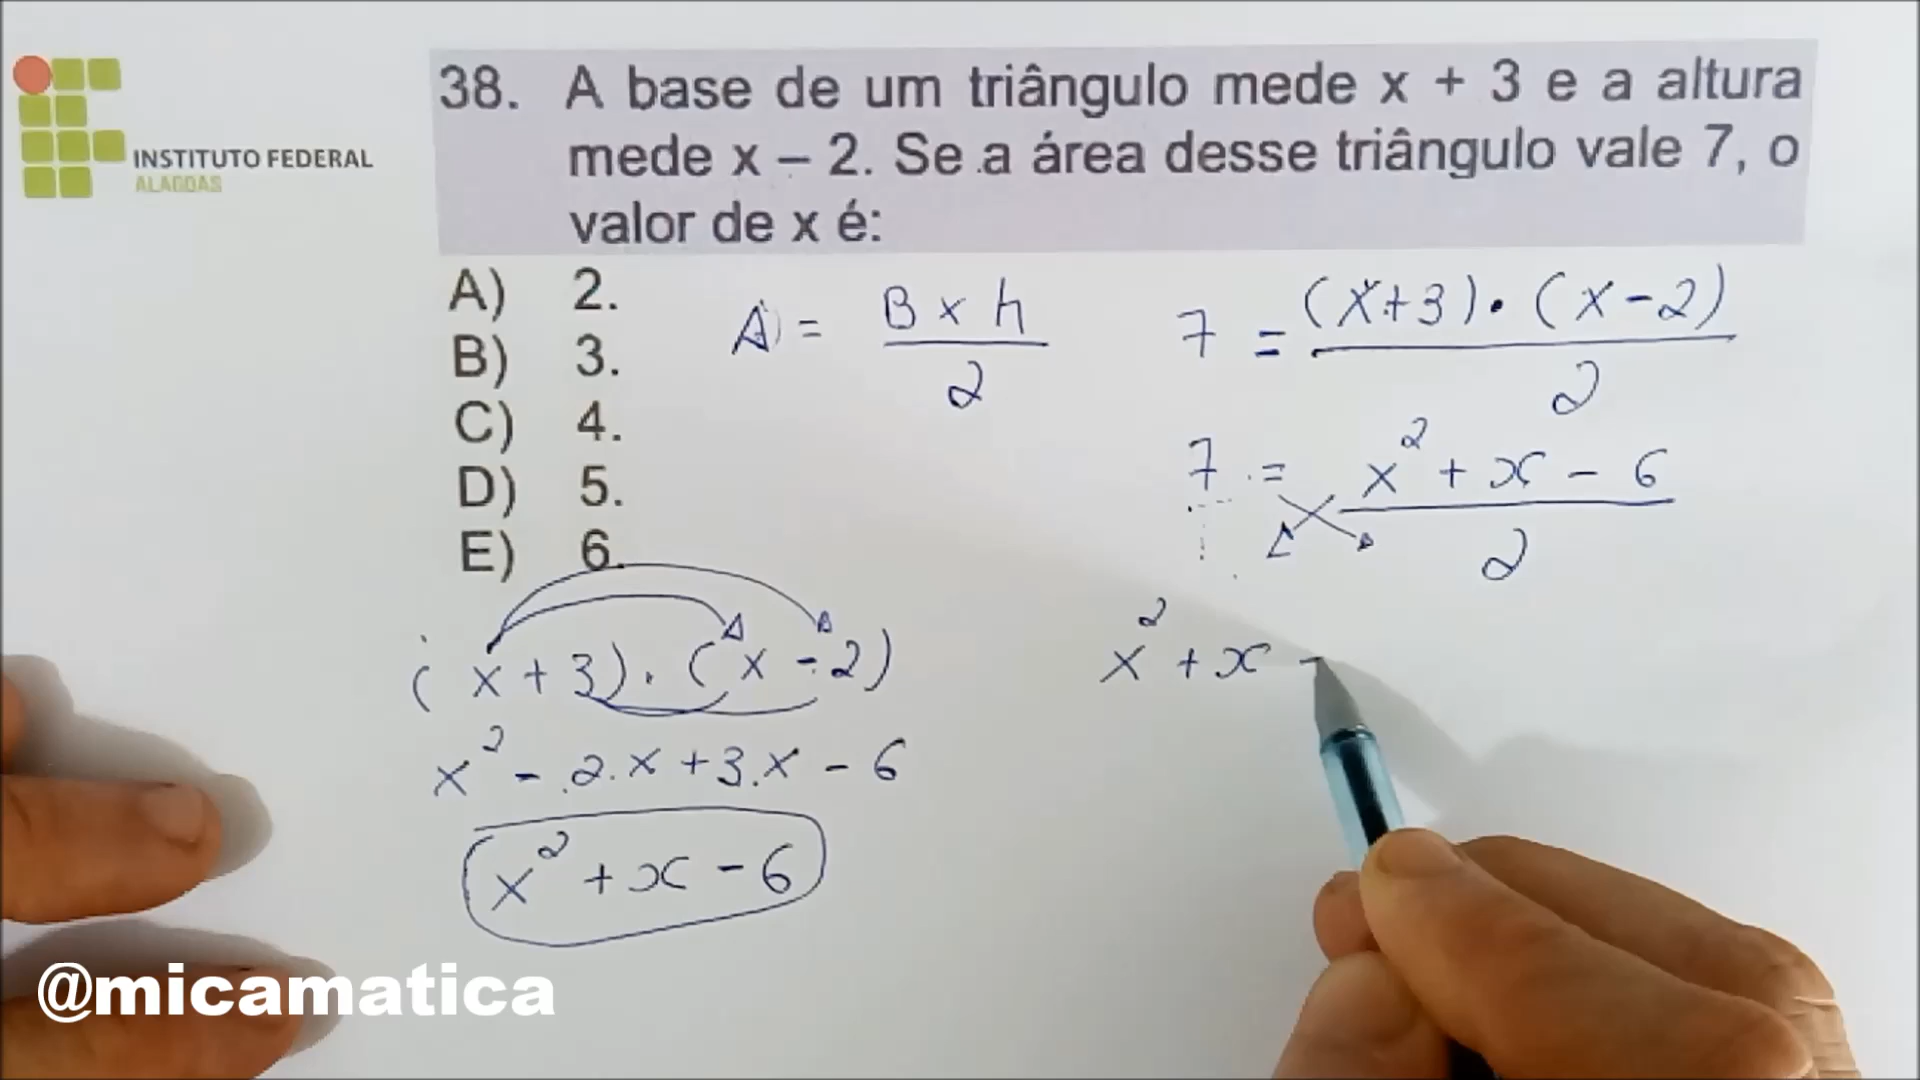 INSTITUTO FEDERAL
ALAGOAS
38. A base de um triângulo mede x + 3 e a altura
mede x – 2. Se a área desse triângulo vale 7, o
valor de x é:
A) 2.
B) 3.
C) 4.
D) 5.
E) 6.
A = B x h / 2
7 = (x+3) · (x-2) / 2
7 = x² + x - 6 / 2
(x+3) · (x-2)
x² - 2.x + 3.x - 6
x² + x - 6
x² + x -
@micamatica